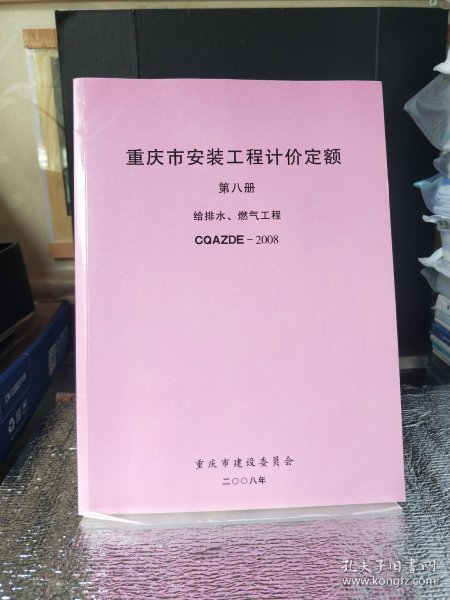 重庆市安装工程计价定额
第八册
给排水、燃气工程
CQAZDE－2008
重庆市建设委员会
二〇〇八年
孔夫子旧书网
www.kongfz.com